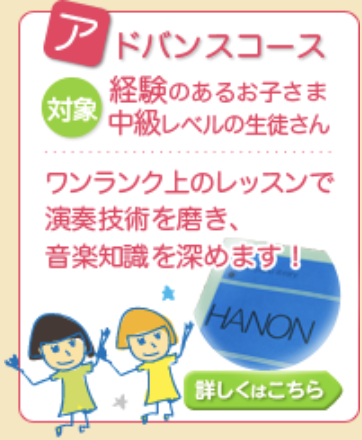 アドバンスコース
対象
経験のあるお子さま
中級レベルの生徒さん
ワンランク上のレッスンで
演奏技術を磨き、
音楽知識を深めます！
HANON
詳しくはこちら